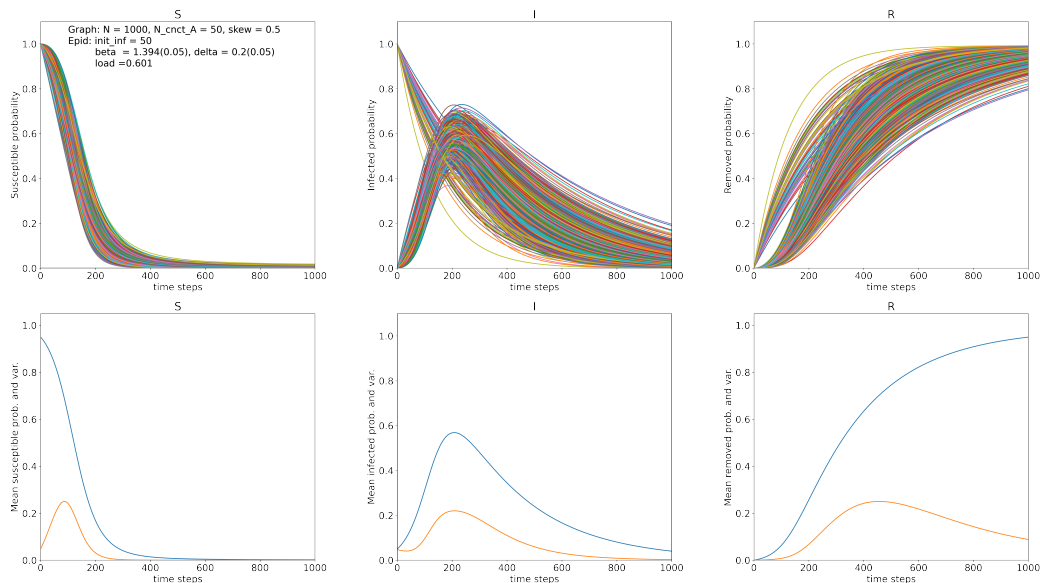 S
Graph: N = 1000, N_cnct_A = 50, skew = 0.5
Epid: init_inf = 50
beta  = 1.394(0.05), delta = 0.2(0.05)
load =0.601
Susceptible probability
1.0
0.8
0.6
0.4
0.2
0.0
0 200 400 600 800 1000
time steps
I
Infected probability
1.0
0.8
0.6
0.4
0.2
0.0
0 200 400 600 800 1000
time steps
R
Removed probability
1.0
0.8
0.6
0.4
0.2
0.0
0 200 400 600 800 1000
time steps
S
Mean susceptible prob. and var.
1.0
0.8
0.6
0.4
0.2
0.0
0 200 400 600 800 1000
time steps
I
Mean infected prob. and var.
1.0
0.8
0.6
0.4
0.2
0.0
0 200 400 600 800 1000
time steps
R
Mean removed prob. and var.
1.0
0.8
0.6
0.4
0.2
0.0
0 200 400 600 800 1000
time steps